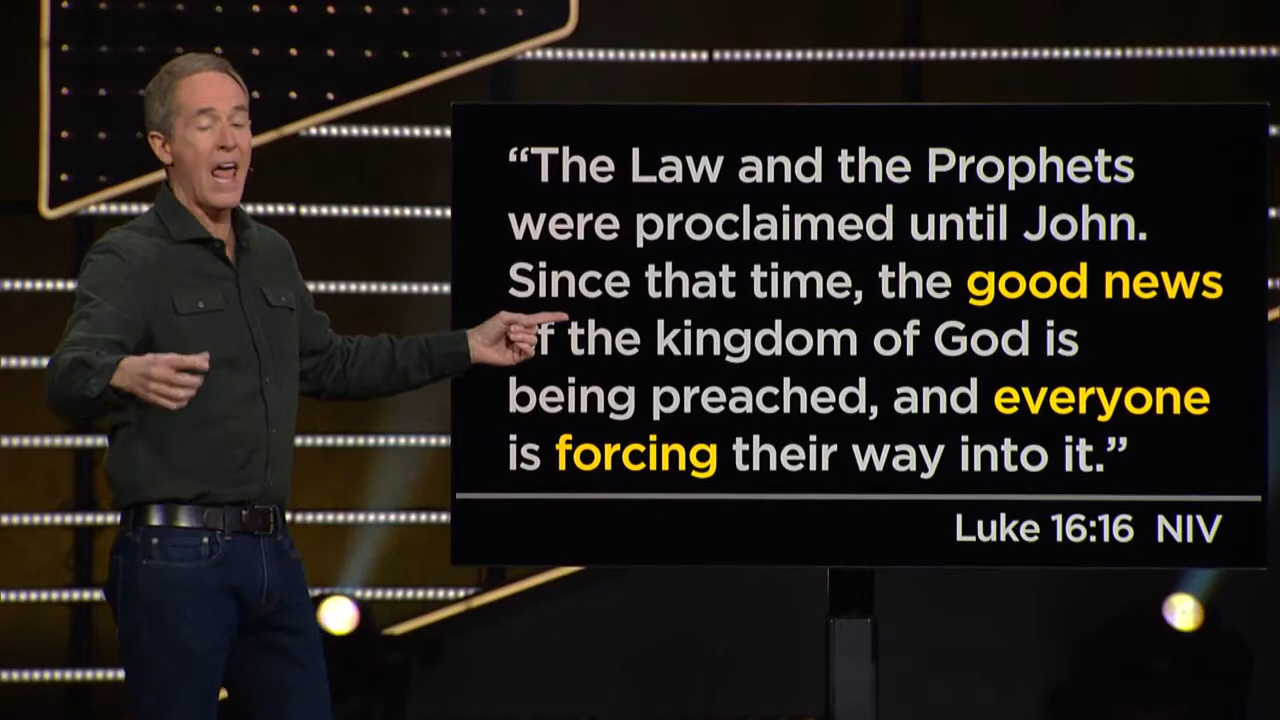 “The Law and the Prophets
were proclaimed until John.
Since that time, the good news
the kingdom of God is
being preached, and everyone
is forcing their way into it.”
Luke 16:16 NIV